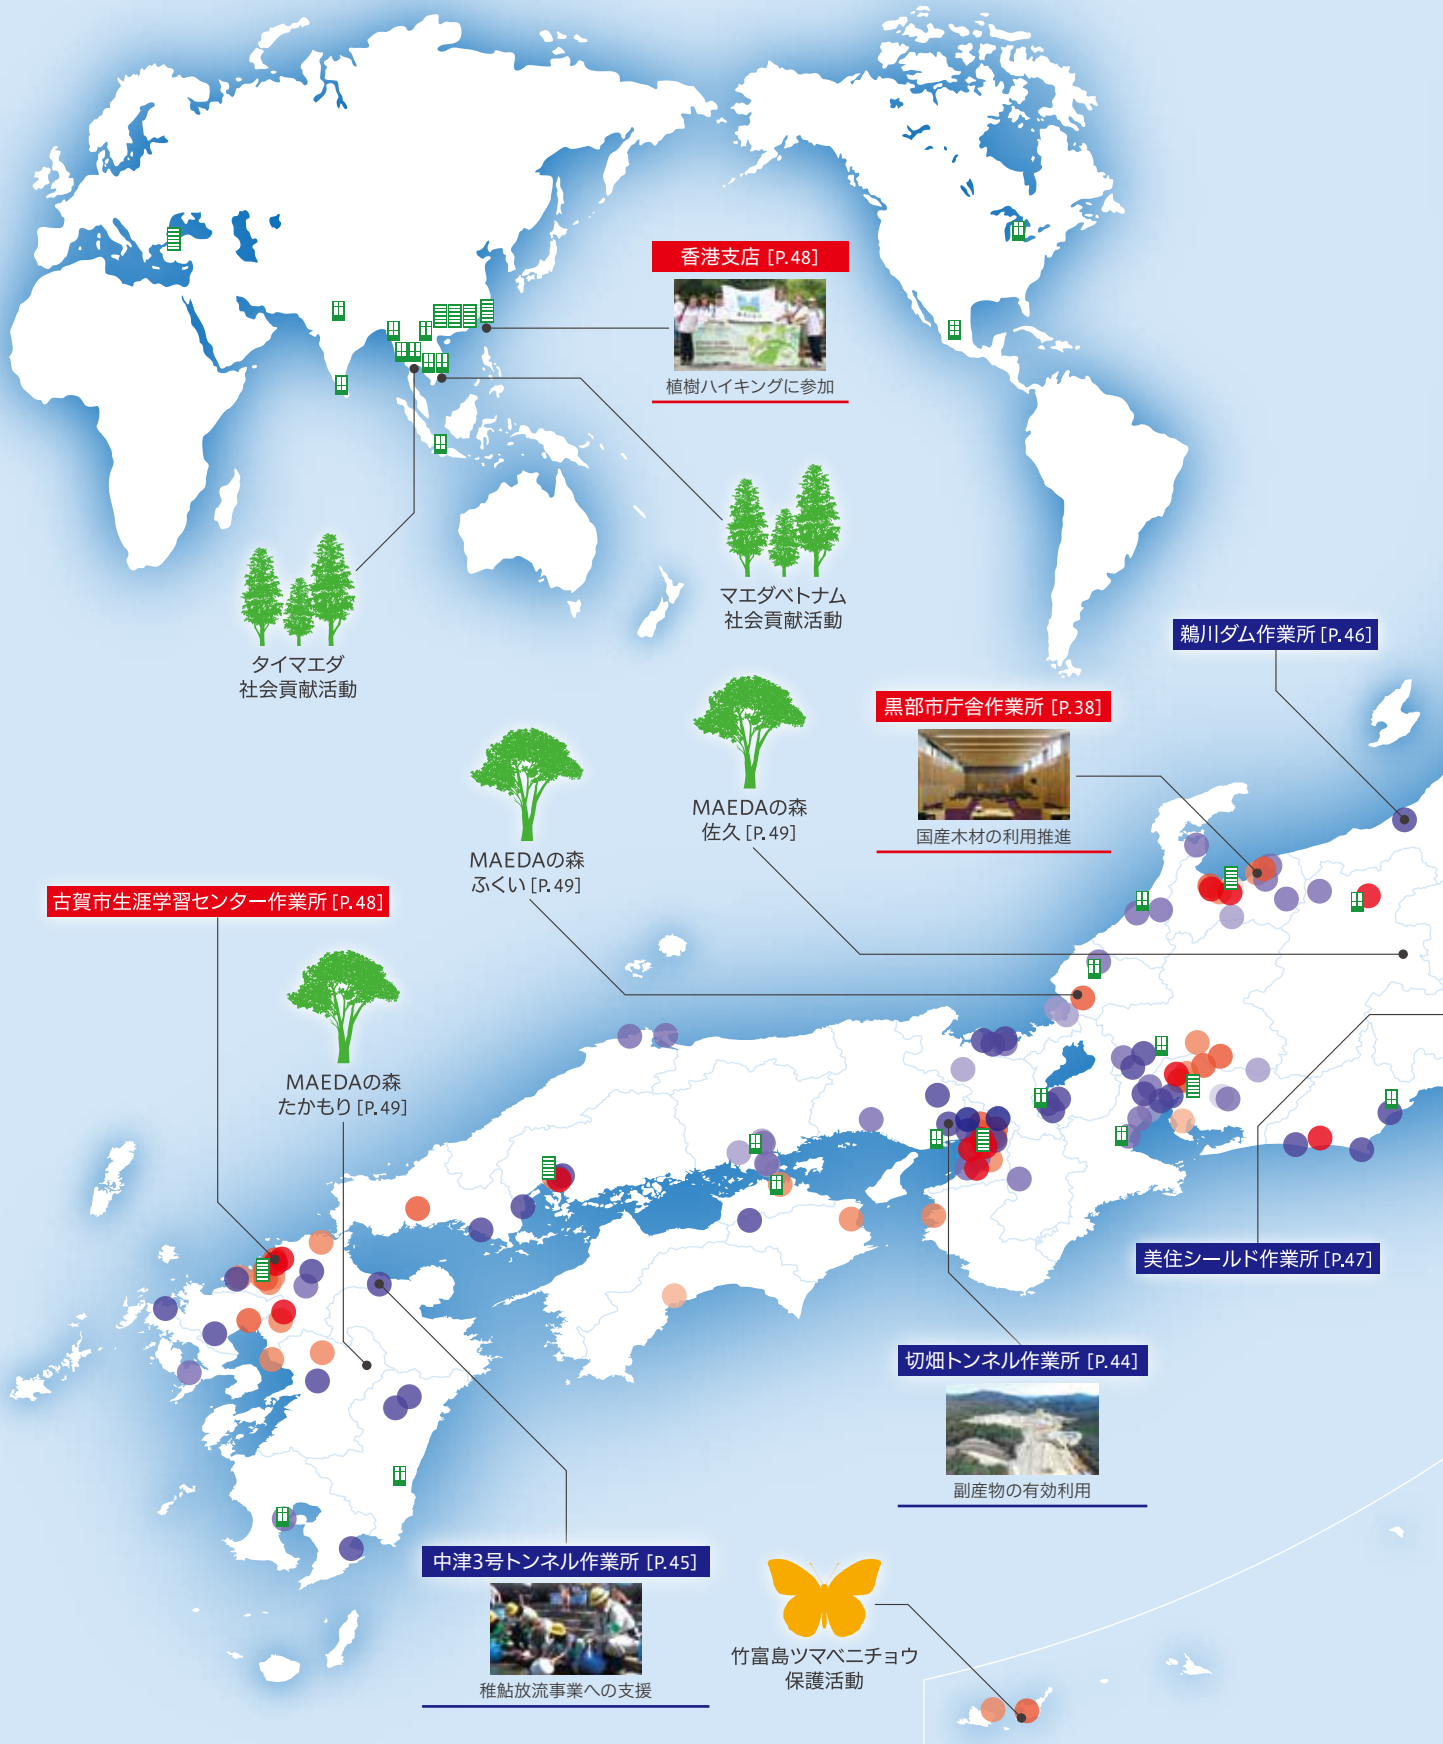 香港支店 [P.48]
植樹ハイキングに参加
マエダベトナム
社会貢献活動
タイマエダ
社会貢献活動
鵜川ダム作業所 [P.46]
黒部市庁舎作業所 [P.38]
国産木材の利用推進
MAEDAの森
佐久 [P.49]
MAEDAの森
ふくい [P.49]
古賀市生涯学習センター作業所 [P.48]
MAEDAの森
たかもり [P.49]
美住シールド作業所 [P.47]
切畑トンネル作業所 [P.44]
副産物の有効利用
中津3号トンネル作業所 [P.45]
稚鮎放流事業への支援
竹富島ツマベニチョウ
保護活動